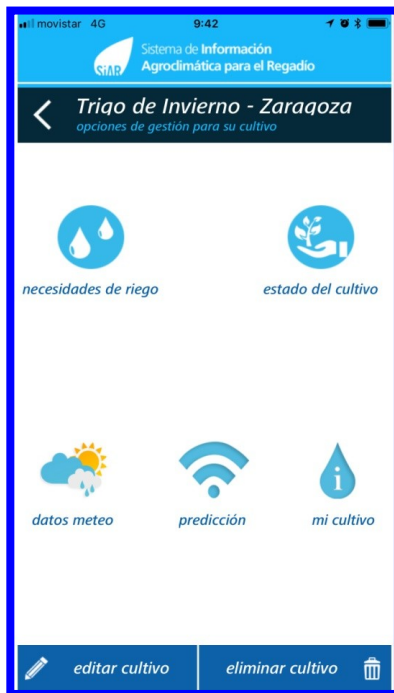 movistar 4G 9:42
SiAR
Sistema de Información
Agroclimática para el Regadío
Trigo de Invierno - Zaragoza
opciones de gestión para su cultivo
necesidades de riego
estado del cultivo
datos meteo
predicción
i
mi cultivo
editar cultivo
eliminar cultivo